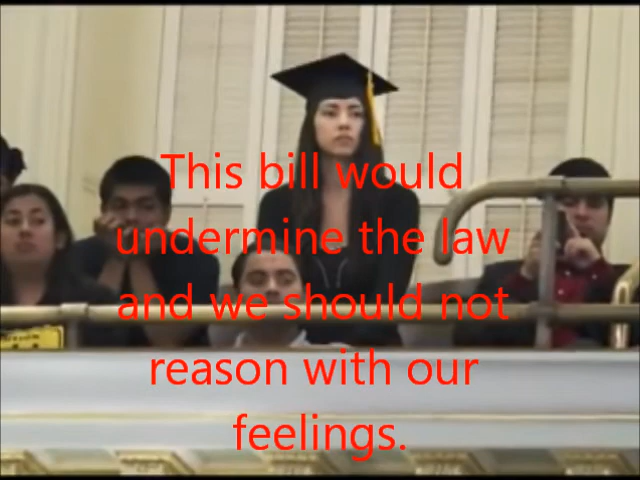 This bill would
undermine the law
and we should not
reason with our
feelings.